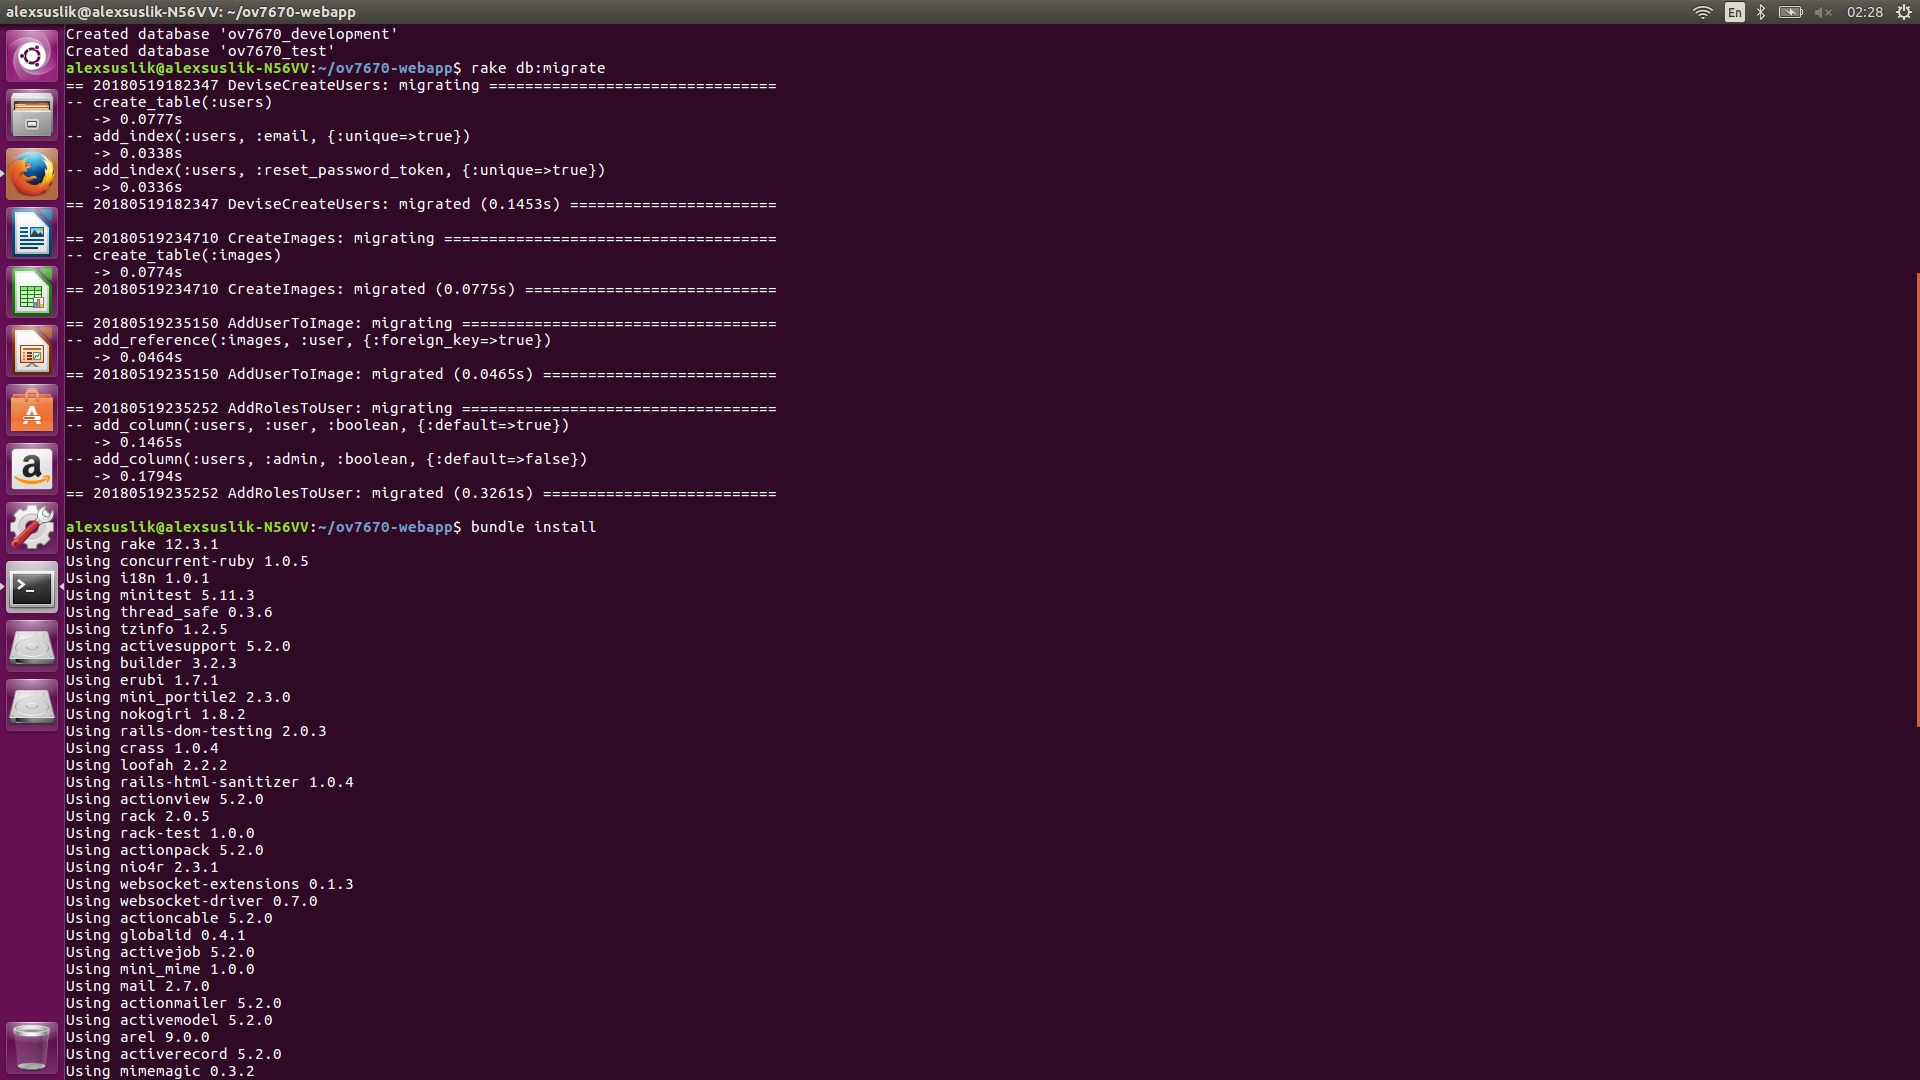 alexsuslik@alexsuslik-N56VV: ~/ov7670-webapp
En
02:28
Created database 'ov7670_development'
Created database 'ov7670_test'
alexsuslik@alexsuslik-N56VV:~/ov7670-webapp$ rake db:migrate
== 20180519182347 DeviseCreateUsers: migrating ================================
-- create_table(:users)
   -> 0.0777s
-- add_index(:users, :email, {:unique=>true})
   -> 0.0338s
-- add_index(:users, :reset_password_token, {:unique=>true})
   -> 0.0336s
== 20180519182347 DeviseCreateUsers: migrated (0.1453s) =======================
== 20180519234710 CreateImages: migrating =====================================
-- create_table(:images)
   -> 0.0774s
== 20180519234710 CreateImages: migrated (0.0775s) ============================
== 20180519235150 AddUserToImage: migrating ===================================
-- add_reference(:images, :user, {:foreign_key=>true})
   -> 0.0464s
== 20180519235150 AddUserToImage: migrated (0.0465s) ==========================
== 20180519235252 AddRolesToUser: migrating ===================================
-- add_column(:users, :user, :boolean, {:default=>true})
   -> 0.1465s
-- add_column(:users, :admin, :boolean, {:default=>false})
   -> 0.1794s
== 20180519235252 AddRolesToUser: migrated (0.3261s) ==========================
alexsuslik@alexsuslik-N56VV:~/ov7670-webapp$ bundle install
Using rake 12.3.1
Using concurrent-ruby 1.0.5
Using i18n 1.0.1
Using minitest 5.11.3
Using thread_safe 0.3.6
Using tzinfo 1.2.5
Using activesupport 5.2.0
Using builder 3.2.3
Using erubi 1.7.1
Using mini_portile2 2.3.0
Using nokogiri 1.8.2
Using rails-dom-testing 2.0.3
Using crass 1.0.4
Using loofah 2.2.2
Using rails-html-sanitizer 1.0.4
Using actionview 5.2.0
Using rack 2.0.5
Using rack-test 1.0.0
Using actionpack 5.2.0
Using nio4r 2.3.1
Using websocket-extensions 0.1.3
Using websocket-driver 0.7.0
Using actioncable 5.2.0
Using globalid 0.4.1
Using activejob 5.2.0
Using mini_mime 1.0.0
Using mail 2.7.0
Using actionmailer 5.2.0
Using activemodel 5.2.0
Using arel 9.0.0
Using activerecord 5.2.0
Using mimemagic 0.3.2